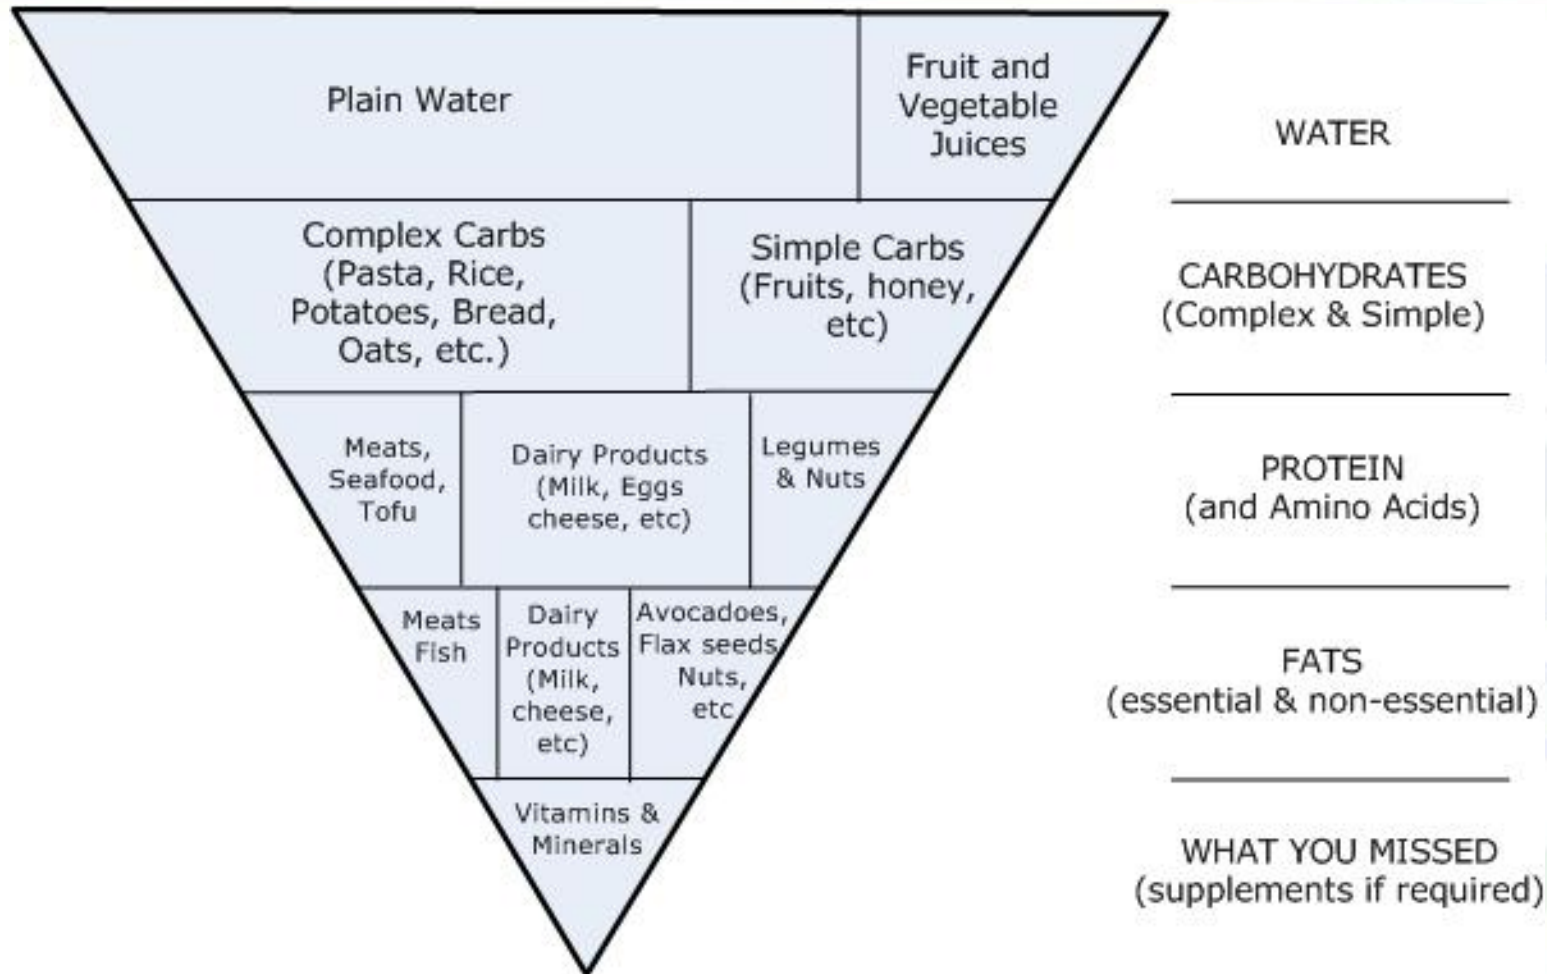 Plain Water
Fruit and
Vegetable
Juices
WATER
Complex Carbs
(Pasta, Rice,
Potatoes, Bread,
Oats, etc.)
Simple Carbs
(Fruits, honey,
etc)
CARBOHYDRATES
(Complex & Simple)
Meats,
Seafood,
Tofu
Dairy Products
(Milk, Eggs
cheese, etc)
Legumes
& Nuts
PROTEIN
(and Amino Acids)
Meats
Fish
Dairy
Products
(Milk,
cheese,
etc)
Avocadoes,
Flax seeds,
Nuts,
etc
FATS
(essential & non-essential)
Vitamins &
Minerals
WHAT YOU MISSED
(supplements if required)